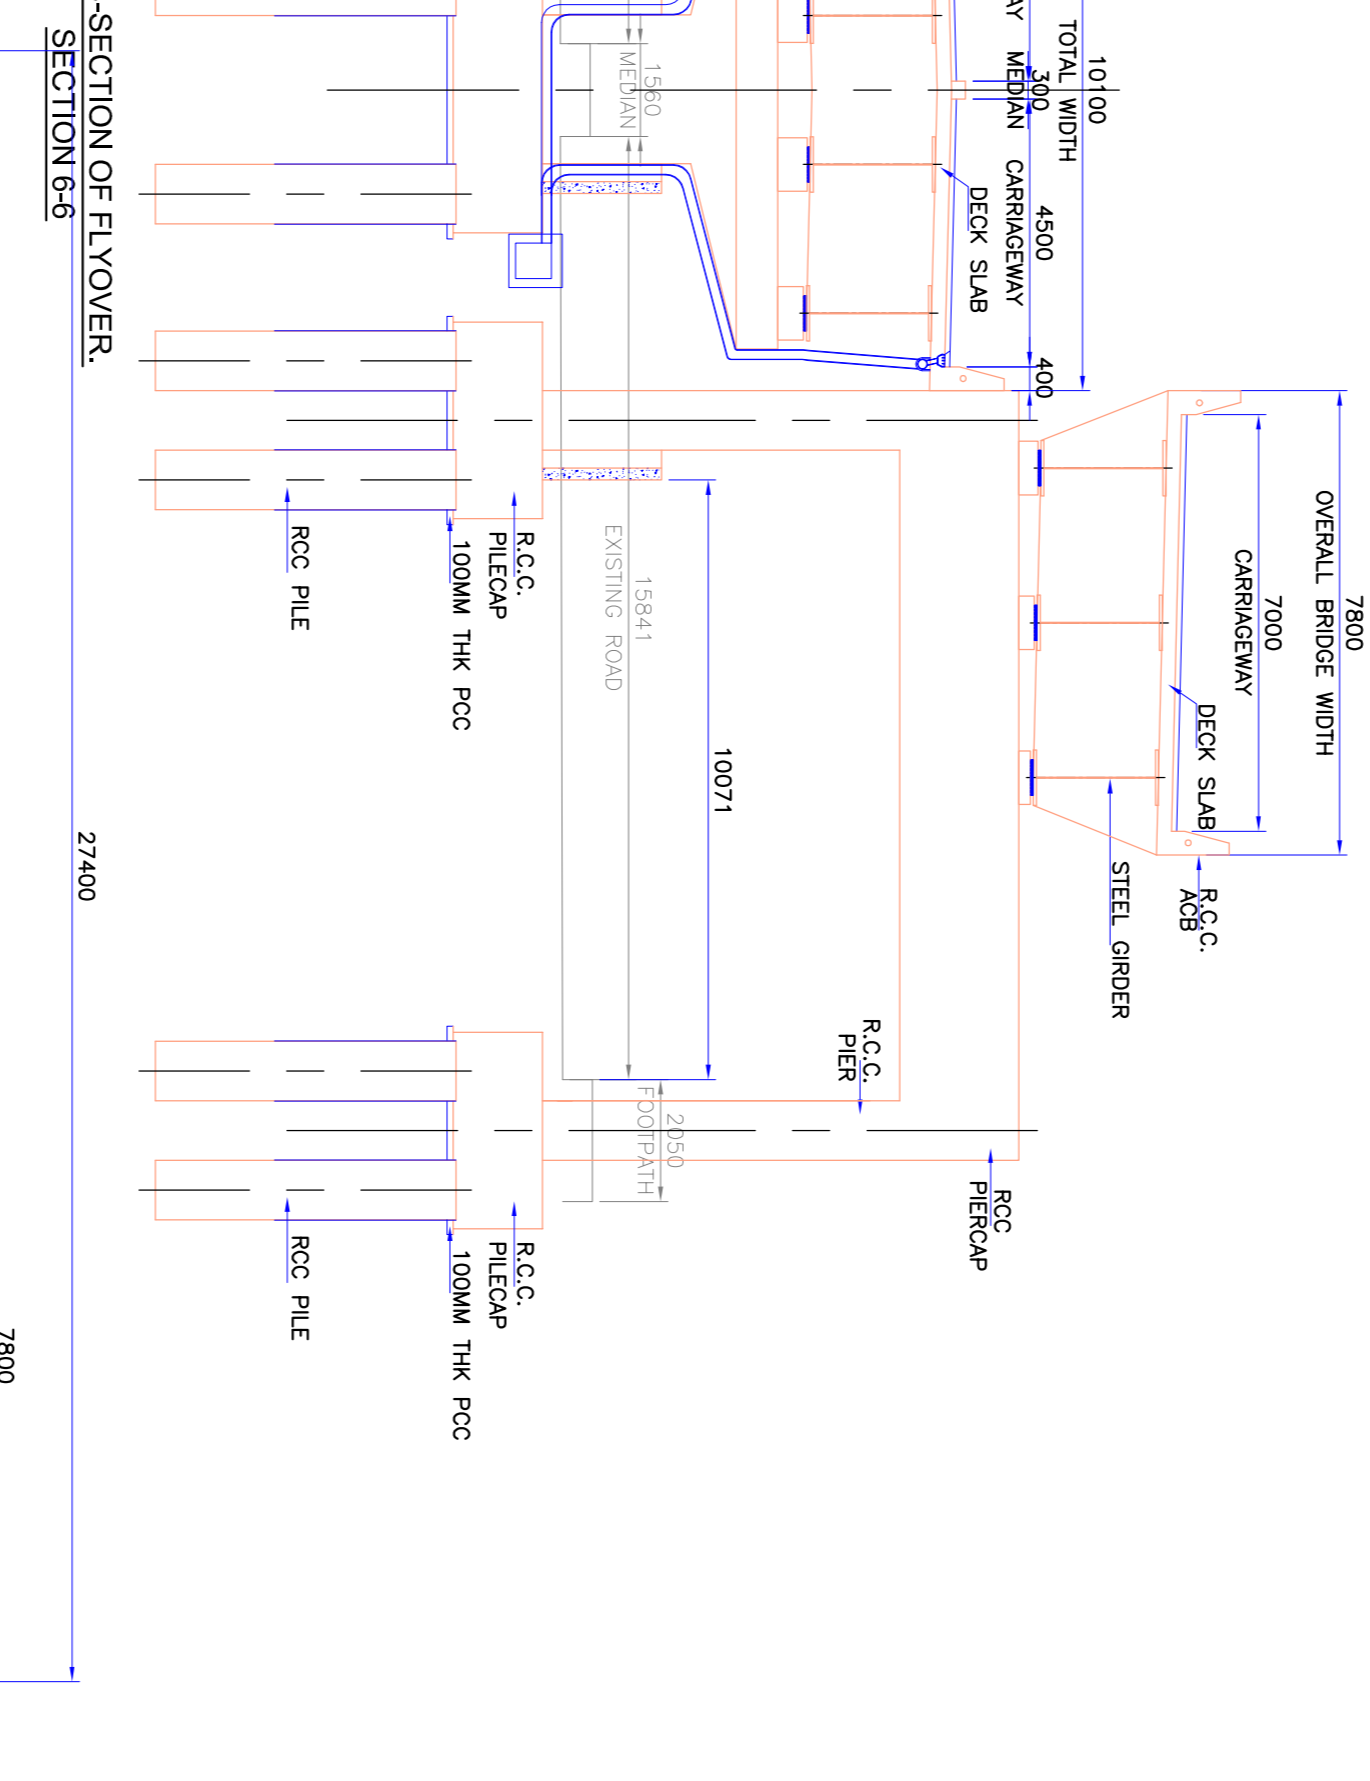 7800
OVERALL BRIDGE WIDTH
7000
CARRIAGEWAY
DECK SLAB
R.C.C.
ACB
STEEL GIRDER
10100
TOTAL WIDTH
300
4500
400
AY MEDIAN CARRIAGEWAY
DECK SLAB
RCC
PIERCAP
R.C.C.
PIER
10071
1560
MEDIAN
15841
EXISTING ROAD
2050
FOOTPATH
R.C.C.
PILECAP
100MM THK PCC
RCC PILE
R.C.C.
PILECAP
100MM THK PCC
RCC PILE
-SECTION OF FLYOVER.
SECTION 6-6
27400
7800